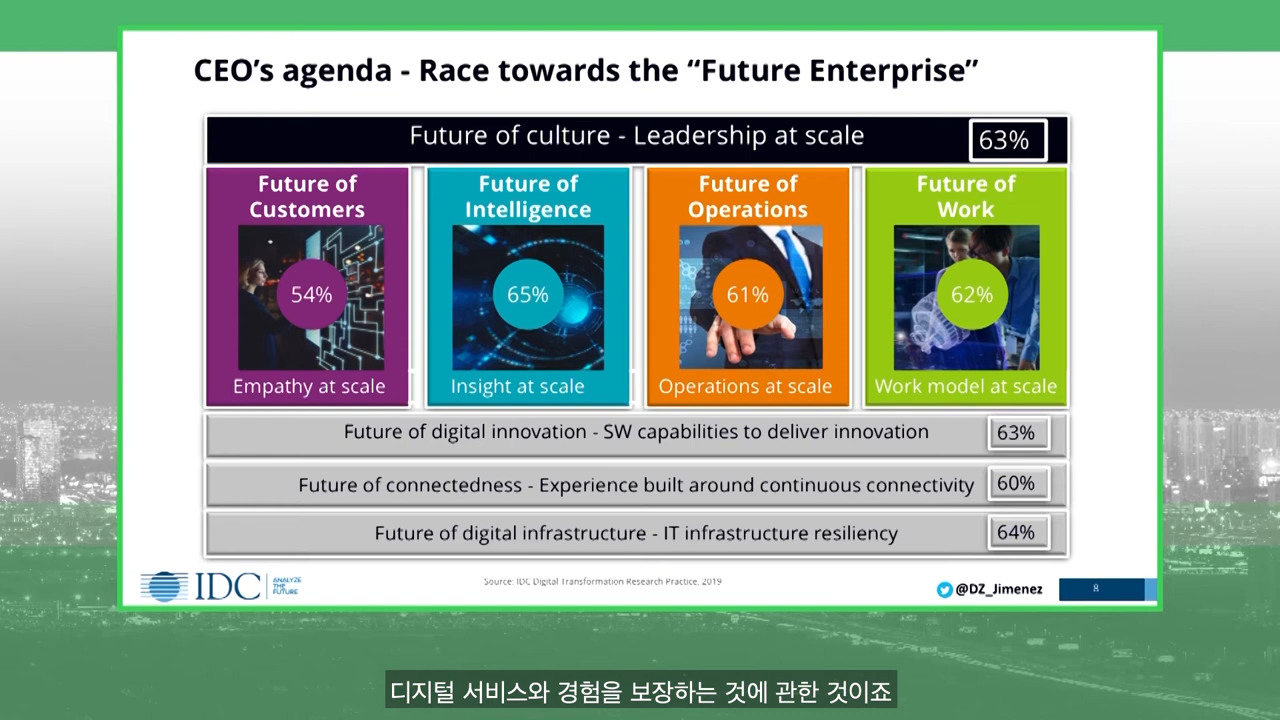 CEO’s agenda - Race towards the “Future Enterprise”
Future of culture - Leadership at scale
63%
Future of
Customers
54%
Empathy at scale
Future of
Intelligence
65%
Insight at scale
Future of
Operations
61%
Operations at scale
Future of
Work
62%
Work model at scale
Future of digital innovation - SW capabilities to deliver innovation
63%
Future of connectedness - Experience built around continuous connectivity
60%
Future of digital infrastructure - IT infrastructure resiliency
64%
IDC
ANALYZE
THE
FUTURE
Source: IDC Digital Transformation Research Practice, 2019
@DZ_Jimenez
8
디지털 서비스와 경험을 보장하는 것에 관한 것이죠